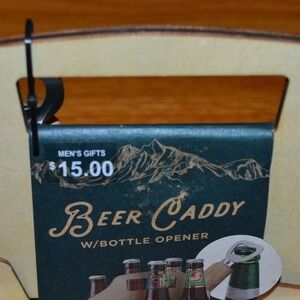 MEN'S GIFTS
$15.00
BEER CADDY
W/BOTTLE OPENER